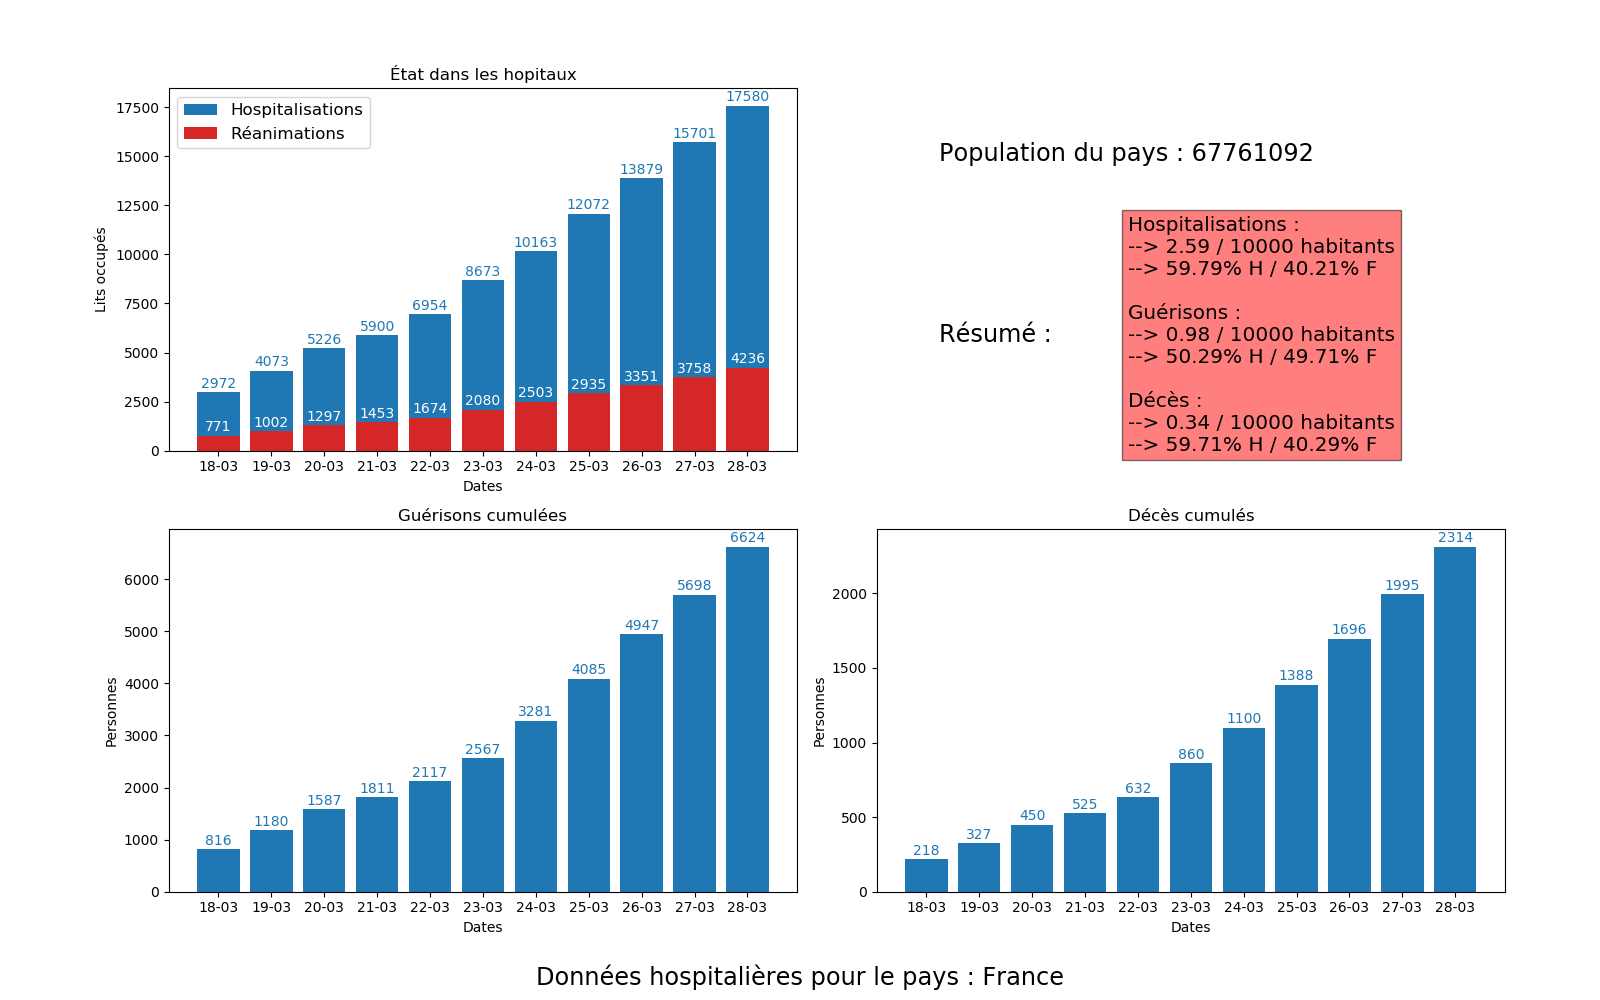 État dans les hopitaux
Hospitalisations
Réanimations
17500
15000
12500
10000
7500
5000
2500
0
Lits occupés
2972
4073
5226
5900
6954
8673
10163
12072
13879
15701
17580
771
1002
1297
1453
1674
2080
2503
2935
3351
3758
4236
18-03 19-03 20-03 21-03 22-03 23-03 24-03 25-03 26-03 27-03 28-03
Dates
Population du pays : 67761092
Résumé :
Hospitalisations :
--> 2.59 / 10000 habitants
--> 59.79% H / 40.21% F
Guérisons :
--> 0.98 / 10000 habitants
--> 50.29% H / 49.71% F
Décès :
--> 0.34 / 10000 habitants
--> 59.71% H / 40.29% F
Guérisons cumulées
6000
5000
4000
3000
2000
1000
0
Personnes
816
1180
1587
1811
2117
2567
3281
4085
4947
5698
6624
18-03 19-03 20-03 21-03 22-03 23-03 24-03 25-03 26-03 27-03 28-03
Dates
Décès cumulés
2000
1500
1000
500
0
Personnes
218
327
450
525
632
860
1100
1388
1696
1995
2314
18-03 19-03 20-03 21-03 22-03 23-03 24-03 25-03 26-03 27-03 28-03
Dates
Données hospitalières pour le pays : France